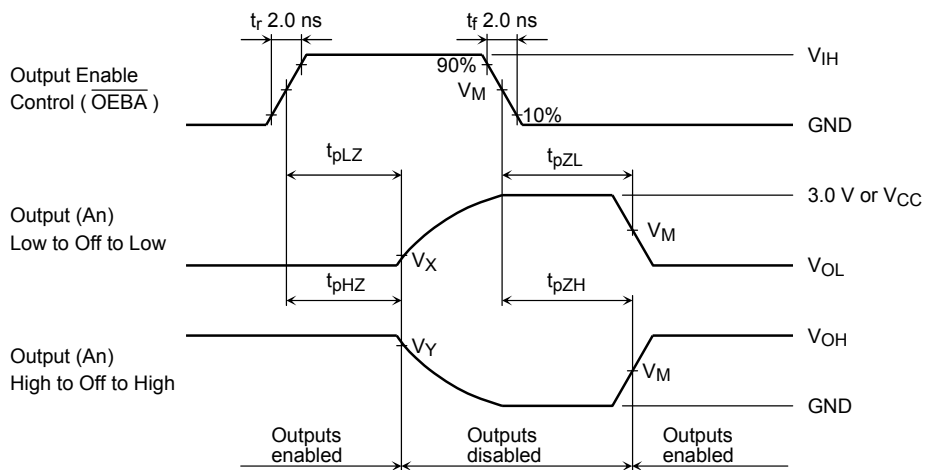 tr 2.0 ns
tf 2.0 ns
Output Enable
Control ( OEBA )
90%
VM
10%
VIH
GND
tpLZ
tpZL
3.0 V or VCC
Output (An)
Low to Off to Low
VX
VM
VOL
tpHZ
tpZH
Output (An)
High to Off to High
VY
VM
VOH
GND
Outputs
enabled
Outputs
disabled
Outputs
enabled